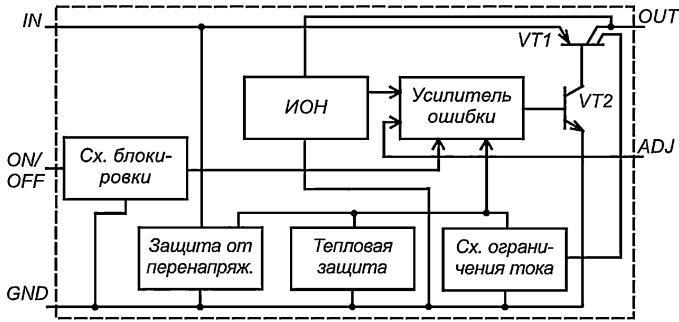 IN
OUT
VT1
ИОН
Усилитель
ошибки
VT2
ADJ
ON/
OFF
Сх. блоки-
ровки
Защита от
перенапряж.
Тепловая
защита
Сх. ограни-
чения тока
GND